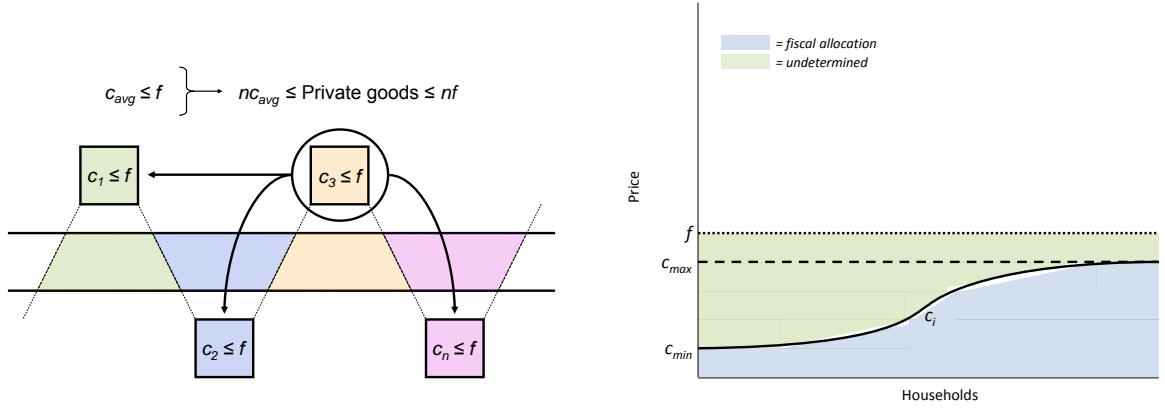 c_avg ≤ f
nc_avg ≤ Private goods ≤ nf
c_1 ≤ f
c_3 ≤ f
c_2 ≤ f
c_n ≤ f
= fiscal allocation
= undetermined
Price
f
c_max
c_i
c_min
Households